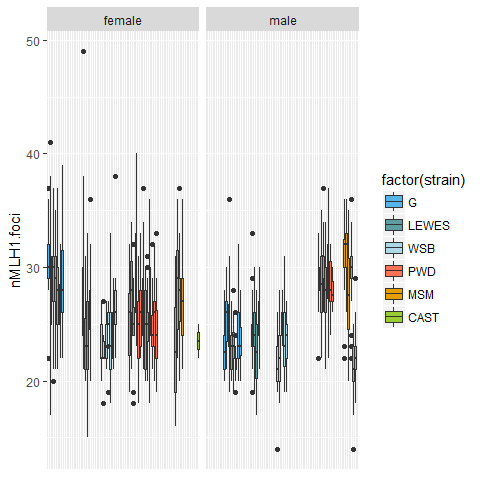 female
male
50
40
30
20
nMLH1.foci
factor(strain)
G
LEWES
WSB
PWD
MSM
CAST